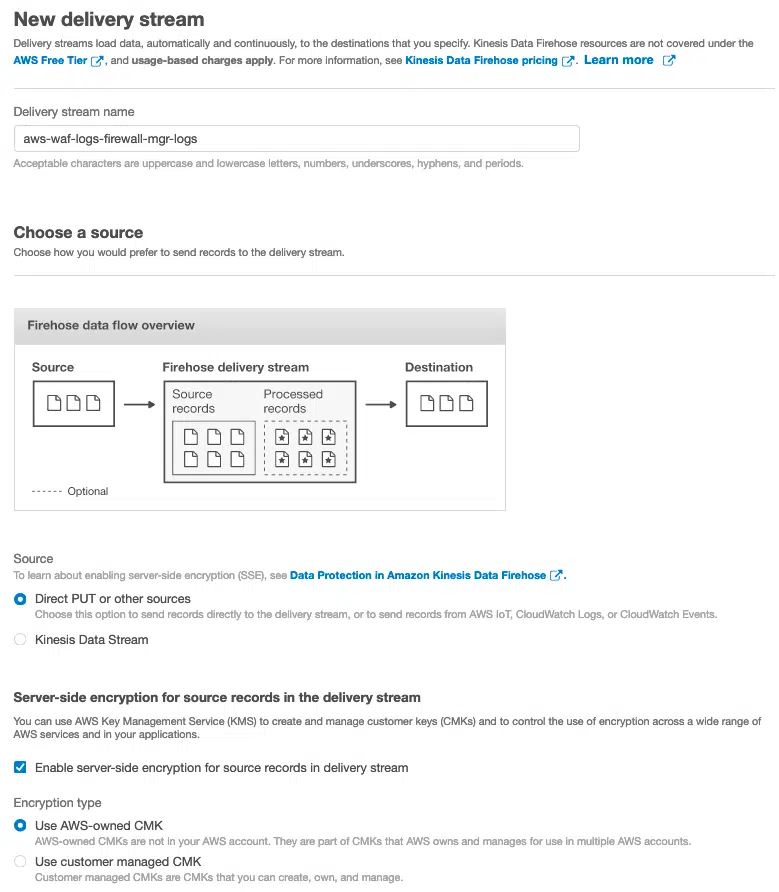 New delivery stream
Delivery streams load data, automatically and continuously, to the destinations that you specify. Kinesis Data Firehose resources are not covered under the
AWS Free Tier, and usage-based charges apply. For more information, see Kinesis Data Firehose pricing. Learn more
Delivery stream name
aws-waf-logs-firewall-mgr-logs
Acceptable characters are uppercase and lowercase letters, numbers, underscores, hyphens, and periods.
Choose a source
Choose how you would prefer to send records to the delivery stream.
Firehose data flow overview
Source
Firehose delivery stream
Destination
Source
records
Processed
records
------ Optional
Source
To learn about enabling server-side encryption (SSE), see Data Protection in Amazon Kinesis Data Firehose.
Direct PUT or other sources
Choose this option to send records directly to the delivery stream, or to send records from AWS IoT, CloudWatch Logs, or CloudWatch Events.
Kinesis Data Stream
Server-side encryption for source records in the delivery stream
You can use AWS Key Management Service (KMS) to create and manage customer keys (CMKs) and to control the use of encryption across a wide range of
AWS services and in your applications.
Enable server-side encryption for source records in delivery stream
Encryption type
Use AWS-owned CMK
AWS-owned CMKs are not in your AWS account. They are part of CMKs that AWS owns and manages for use in multiple AWS accounts.
Use customer managed CMK
Customer managed CMKs are CMKs that you can create, own, and manage.